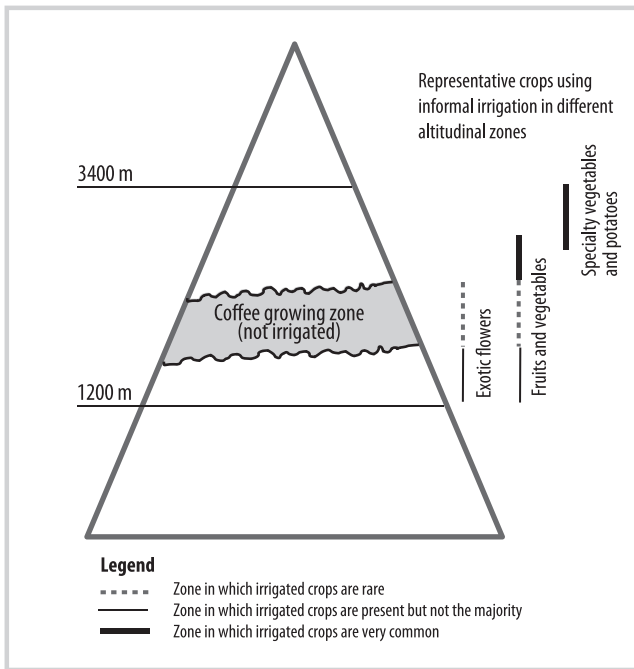 Representative crops using
informal irrigation in different
altitudinal zones
3400 m
Specialty vegetables
and potatoes
Coffee growing zone
(not irrigated)
Exotic flowers
Fruits and vegetables
1200 m
Legend
Zone in which irrigated crops are rare
Zone in which irrigated crops are present but not the majority
Zone in which irrigated crops are very common